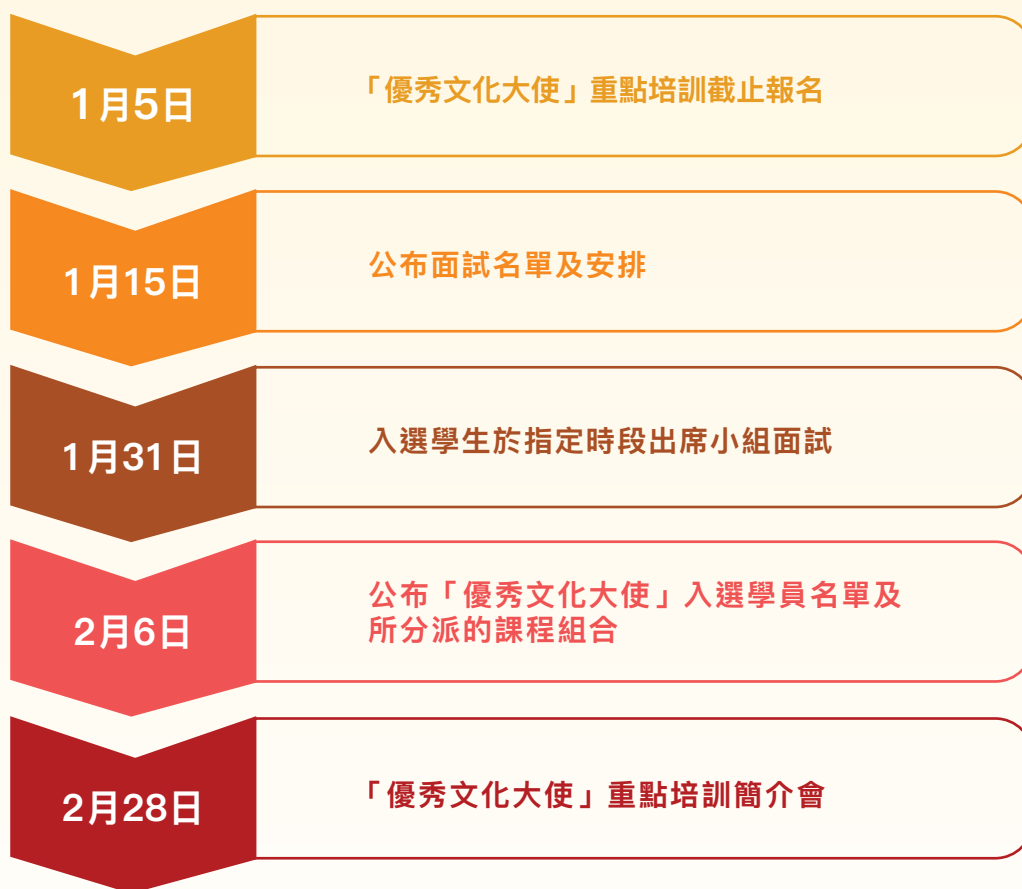 1月5日
「優秀文化大使」重點培訓截止報名
1月15日
公布面試名單及安排
1月31日
入選學生於指定時段出席小組面試
2月6日
公布「優秀文化大使」入選學員名單及
所分派的課程組合
2月28日
「優秀文化大使」重點培訓簡介會